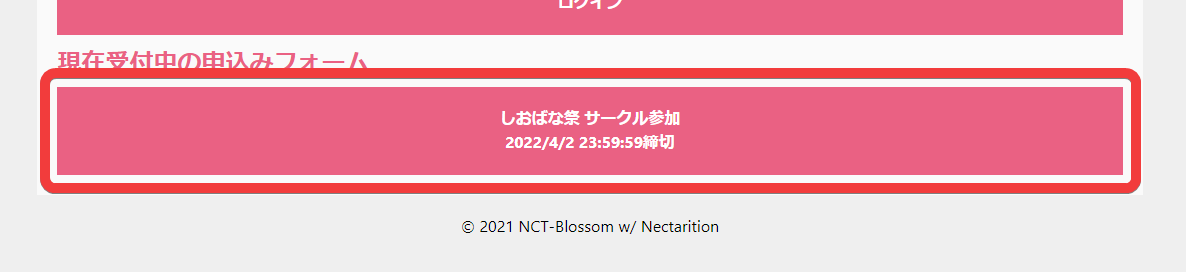 ログイン
現在受付中の申込みフォーム
しおばな祭 サークル参加
2022/4/2 23:59:59締切
© 2021 NCT-Blossom w/ Nectarition